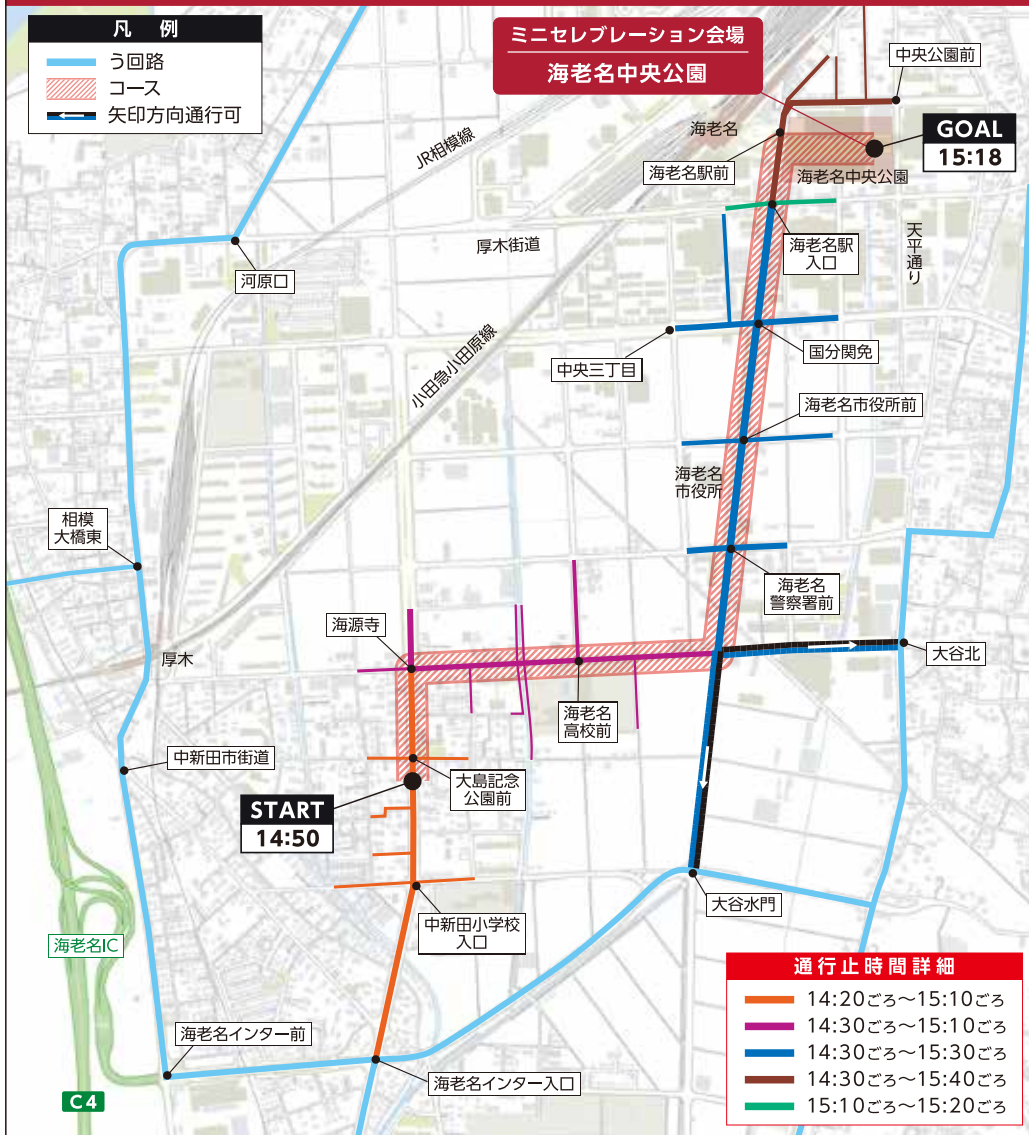 凡 例
う回路
コース
矢印方向通行可
ミニセレブレーション会場
海老名中央公園
中央公園前
GOAL
15:18
海老名
JR相模線
海老名駅前
海老名中央公園
海老名駅
入口
天平通り
厚木街道
河原口
小田急小田原線
国分関免
中央三丁目
海老名市役所前
海老名
市役所
相模
大橋東
海老名
警察署前
海源寺
大谷北
厚木
海老名
高校前
中新田市街道
大島記念
公園前
START
14:50
大谷水門
中新田小学校
入口
海老名IC
海老名インター前
海老名インター入口
C4
通行止時間詳細
14:20ごろ～15:10ごろ
14:30ごろ～15:10ごろ
14:30ごろ～15:30ごろ
14:30ごろ～15:40ごろ
15:10ごろ～15:20ごろ